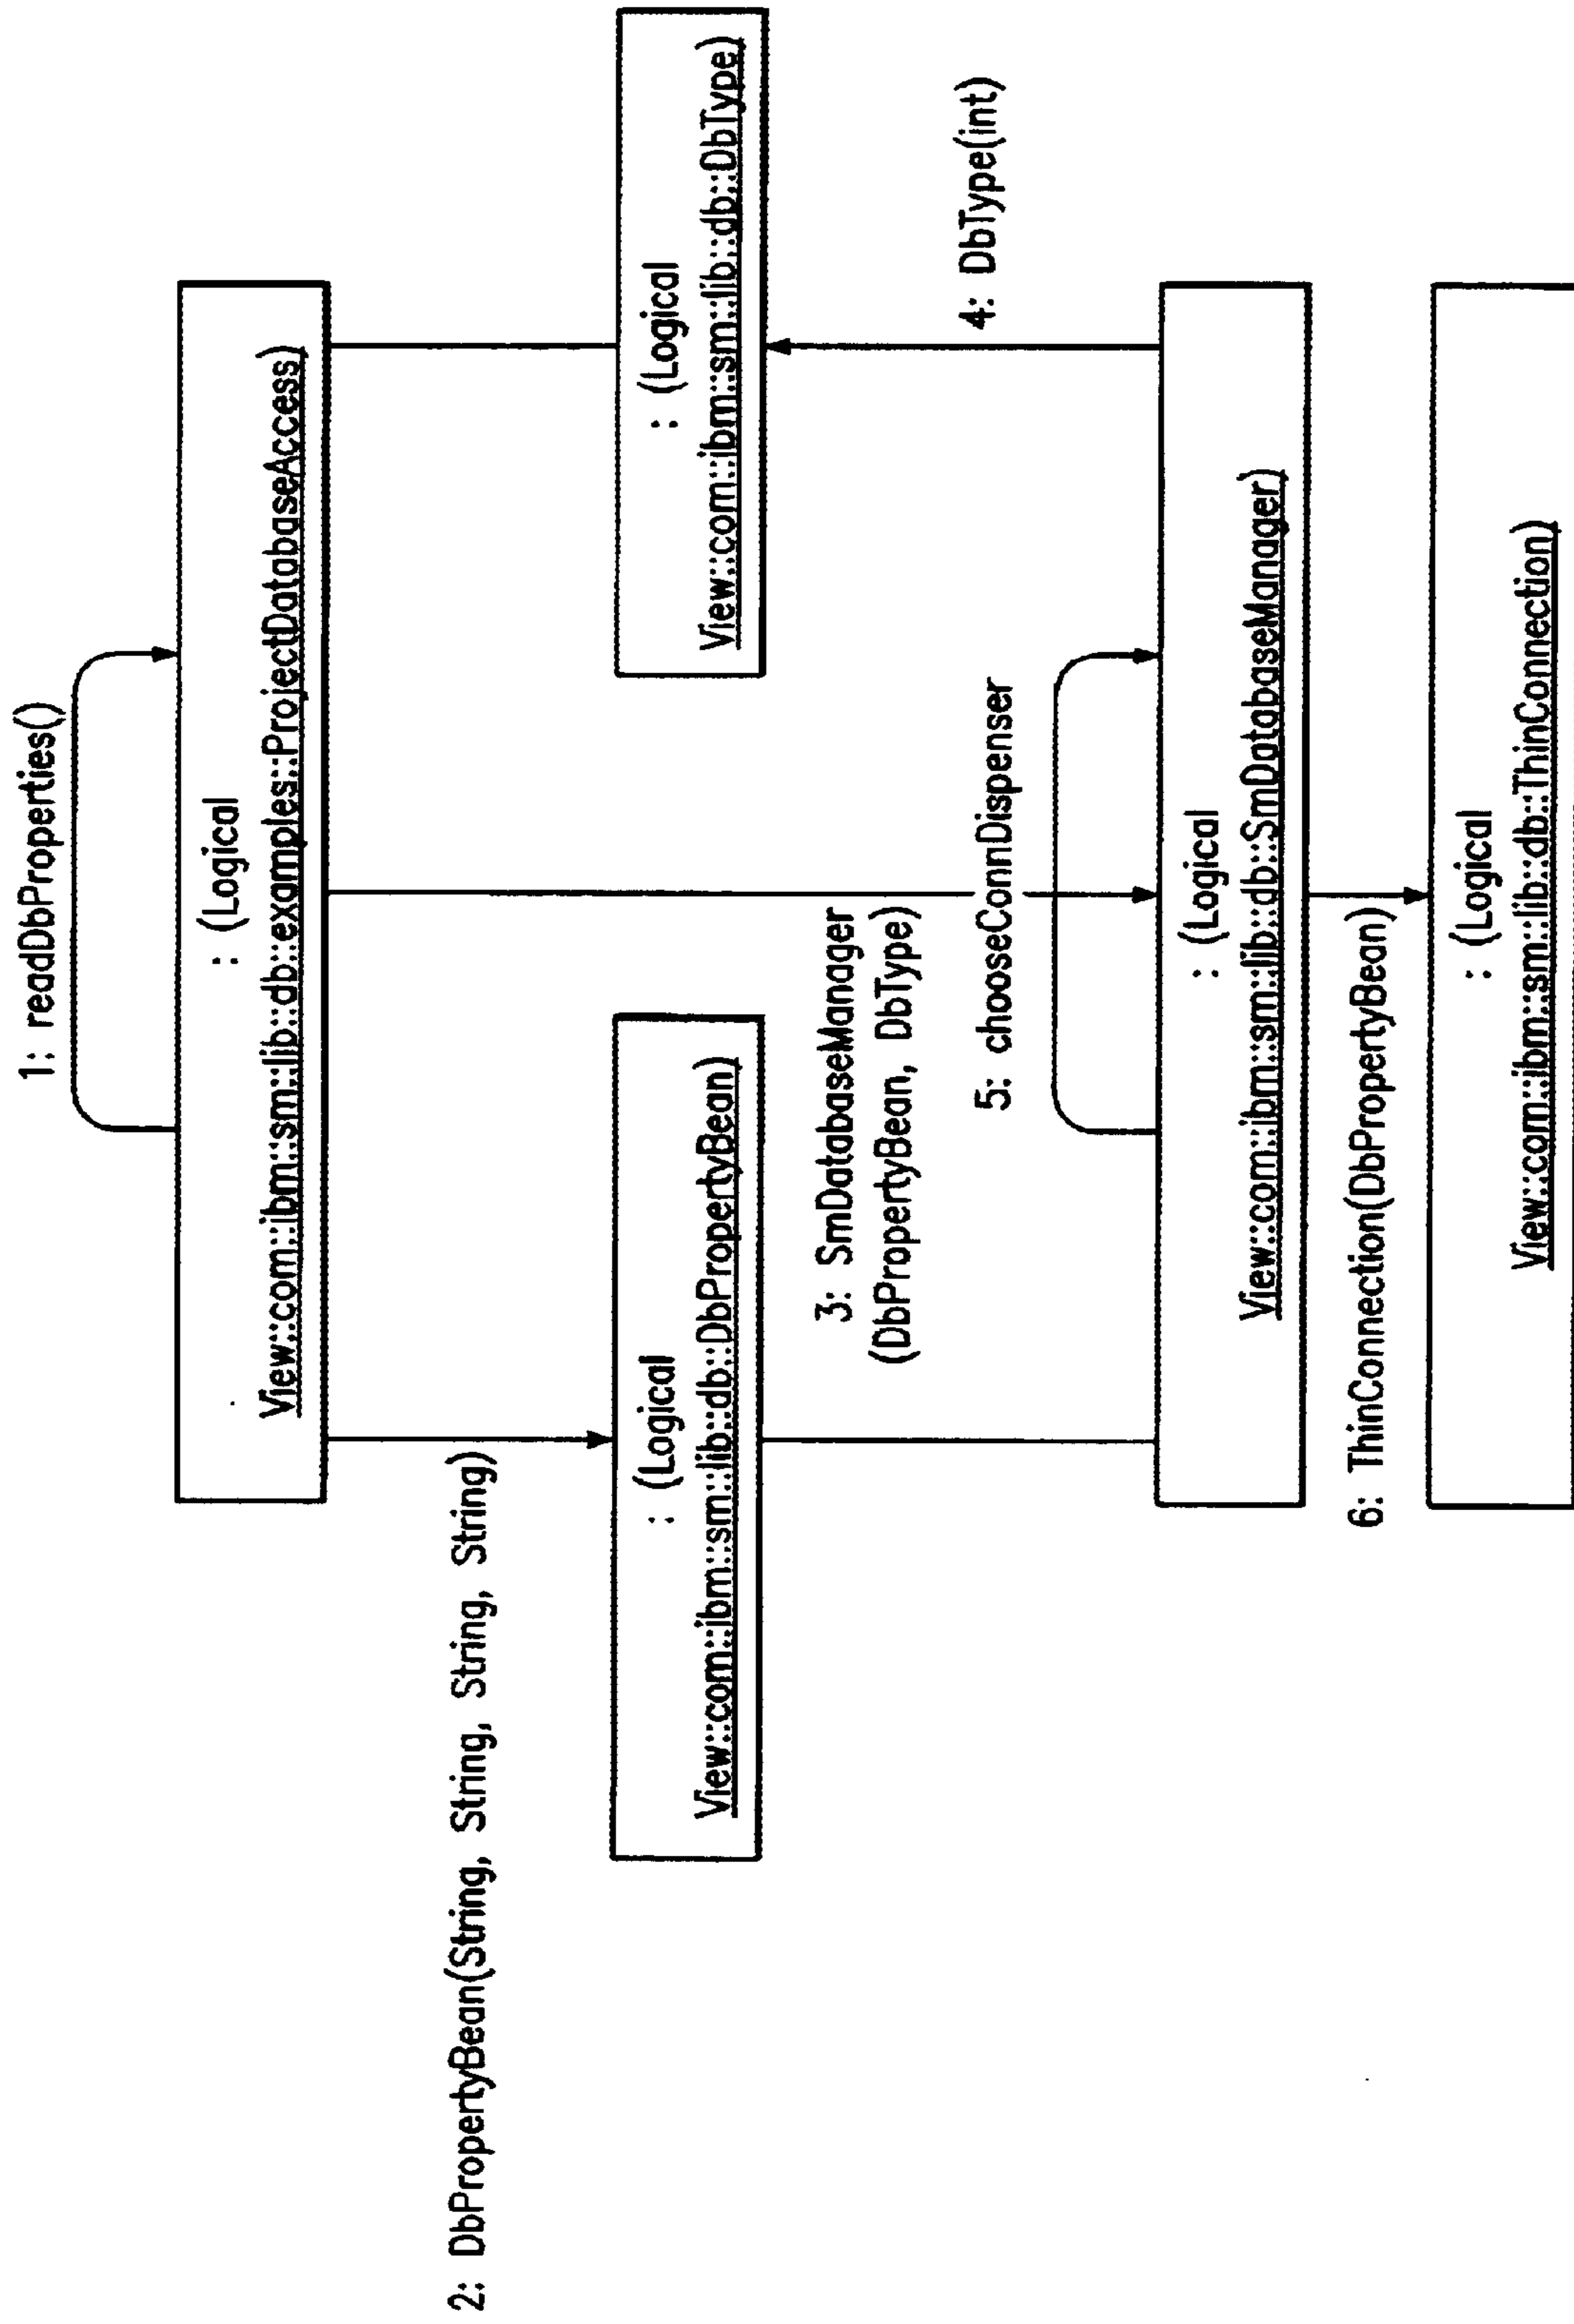 1: readDbProperties()
: (Logical
View::com::ibm::sm::lib::db::examples::ProjectDatabaseAccess)
2: DbPropertyBean(String, String, String, String)
: (Logical
View::com::ibm::sm::lib::db::DbPropertyBean)
: (Logical
View::com::ibm::sm::lib::db::DbType)
3: SmDatabaseManager
(DbPropertyBean, DbType)
4: DbType(int)
5: chooseConnDispenser
: (Logical
View::com::ibm::sm::lib::db::SmDatabaseManager)
6: ThinConnection(DbPropertyBean)
: (Logical
View::com::ibm::sm::lib::db::ThinConnection)